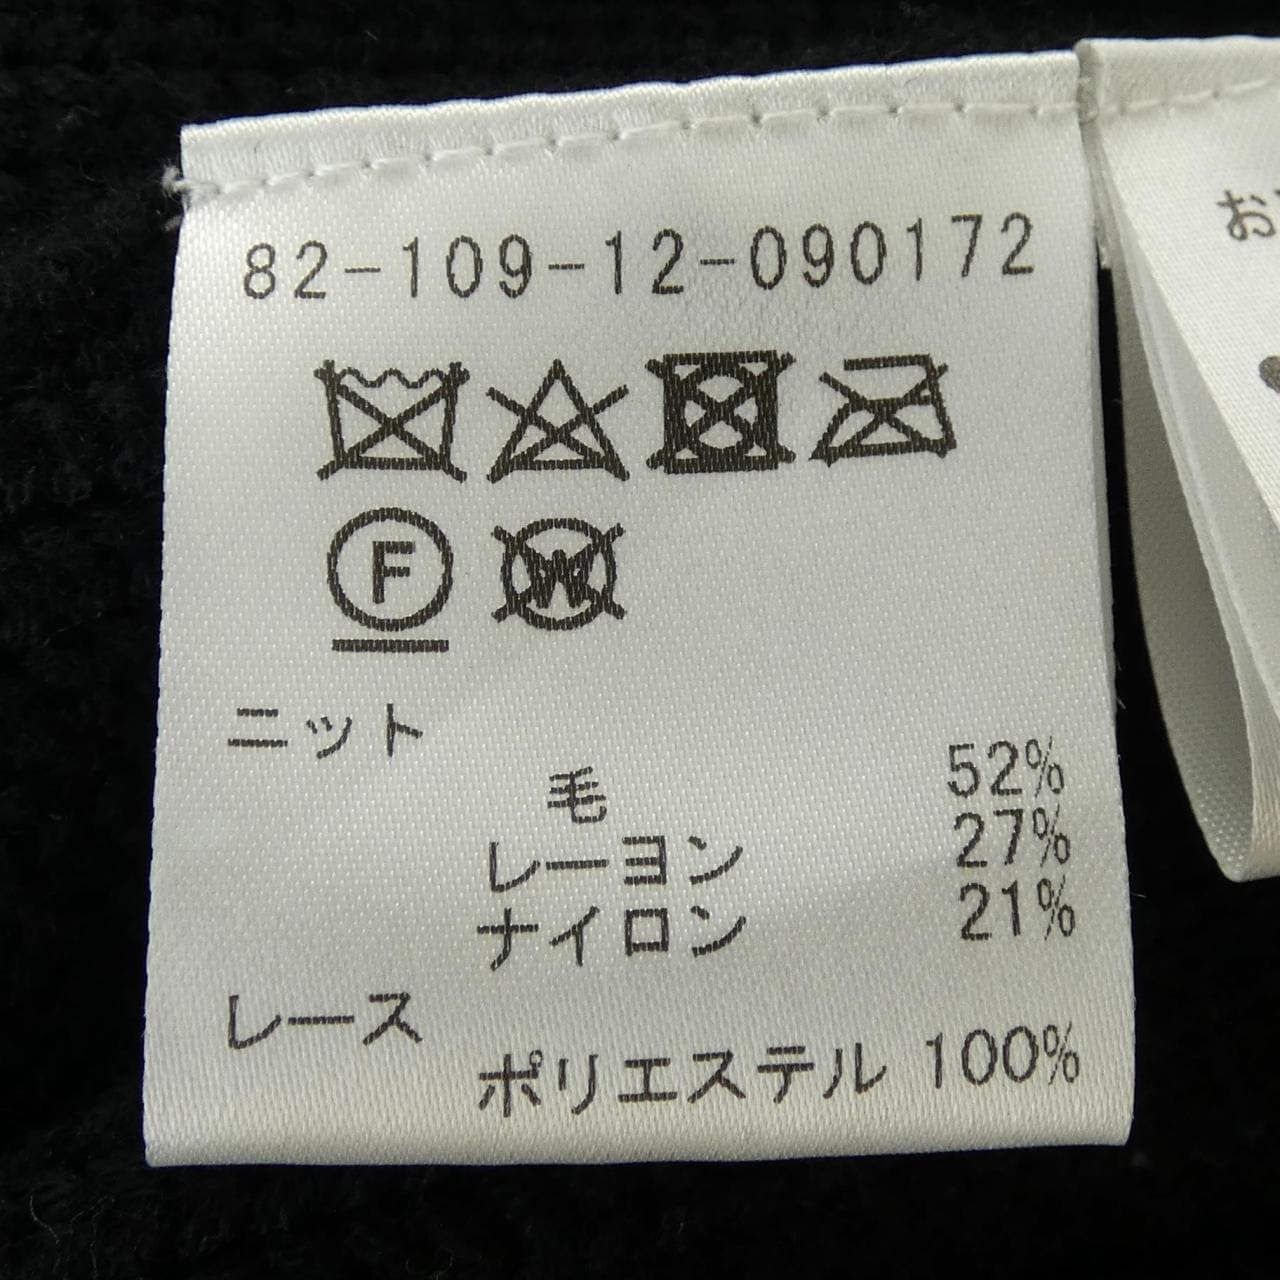 82-109-12-090172
F W
ニット
毛 52%
レーヨン 27%
ナイロン 21%
レース
ポリエステル 100%
お